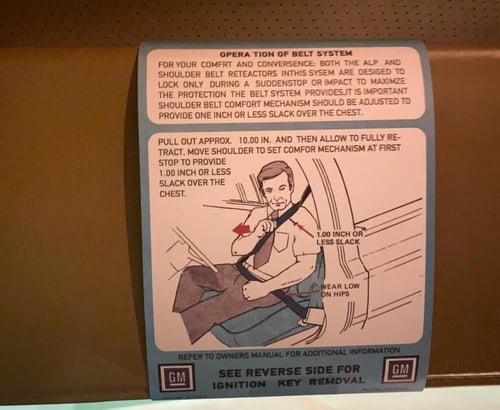 OPERA TION OF BELT SYSTEM
FOR YOUR COMFRT AND CONVERSENCE: BOTH THE ALP AND
SHOULDER BELT RETEACTORS INTHIS SYSEM ARE DESIGED TO
LOCK ONLY DURING A SUDDENSTOP OR IMPACT TO MAXIMZE
THE PROTECTION THE BELT SYSTEM PROVIDES,IT IS IMPORTANT
SHOULDER BELT COMFORT MECHANISM SHOULD BE ADJUSTED TO
PROVIDE ONE INCH OR LESS SLACK OVER THE CHEST.
PULL OUT APPROX. 10.00 IN. AND THEN ALLOW TO FULLY RE-
TRACT. MOVE SHOULDER TO SET COMFOR MECHANISM AT FIRST
STOP TO PROVIDE
1.00 INCH OR LESS
SLACK OVER THE
CHEST.
1.00 INCH OR
LESS SLACK
WEAR LOW
ON HIPS
REFER TO OWNERS MANUAL FOR ADDITIONAL INFORMATION
GM
SEE REVERSE SIDE FOR
IGNITION KEY REMOVAL
GM